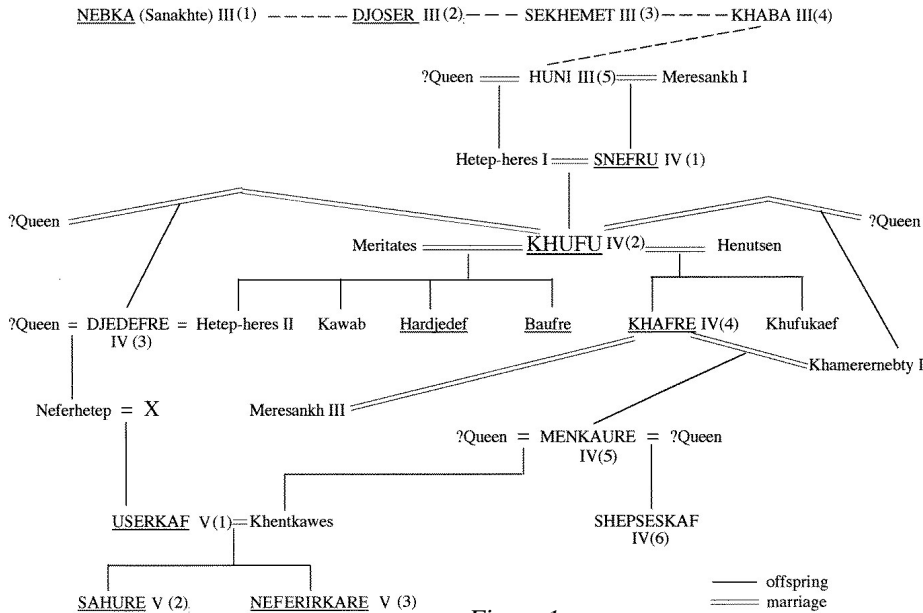 NEBKA (Sanakhte) III (1) DJOSER III (2) SEKHEMET III (3) KHABA III(4)
?Queen HUNI III (5) Meresankh I
Hetep-heres I SNEFRU IV (1)
?Queen ?Queen
Meritates KHUFU IV(2) Henutsen
?Queen = DJEDEFRE = Hetep-heres II Kawab Hardjedef Baufre KHAFRE IV(4) Khufukaef
IV (3)
Khamerernebty I
Neferhetep = X Meresankh III
?Queen = MENKAURE = ?Queen
IV(5)
USERKAF V (1) = Khentkawes SHEPSESKAF
IV(6)
SAHURE V (2) NEFERIRKARE V (3)
offspring
marriage